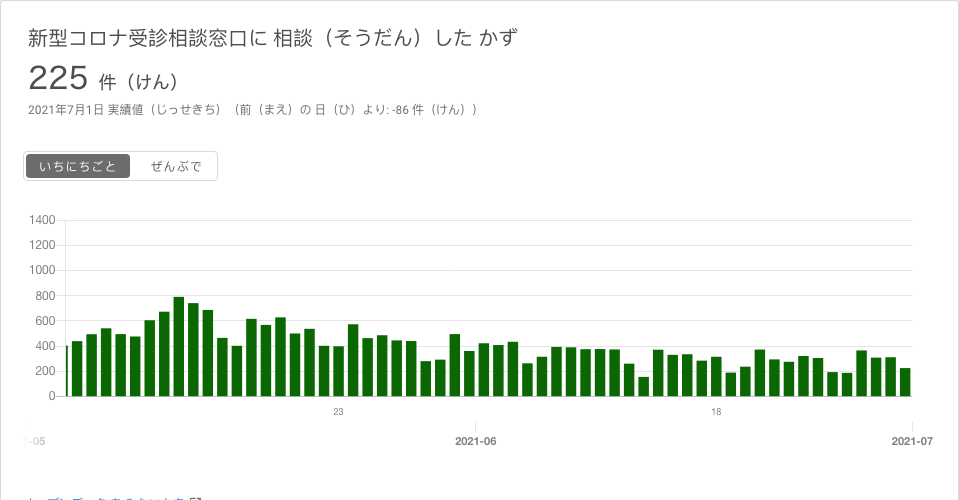 新型コロナ受診相談窓口に 相談（そうだん）した かず
225 件（けん）
2021年7月1日 実績値（じっせきち）（前（まえ）の 日（ひ）より: -86 件（けん））
いちにちごと ぜんぶで
1400
1200
1000
800
600
400
200
0
23 18
-05 2021-06 2021-07